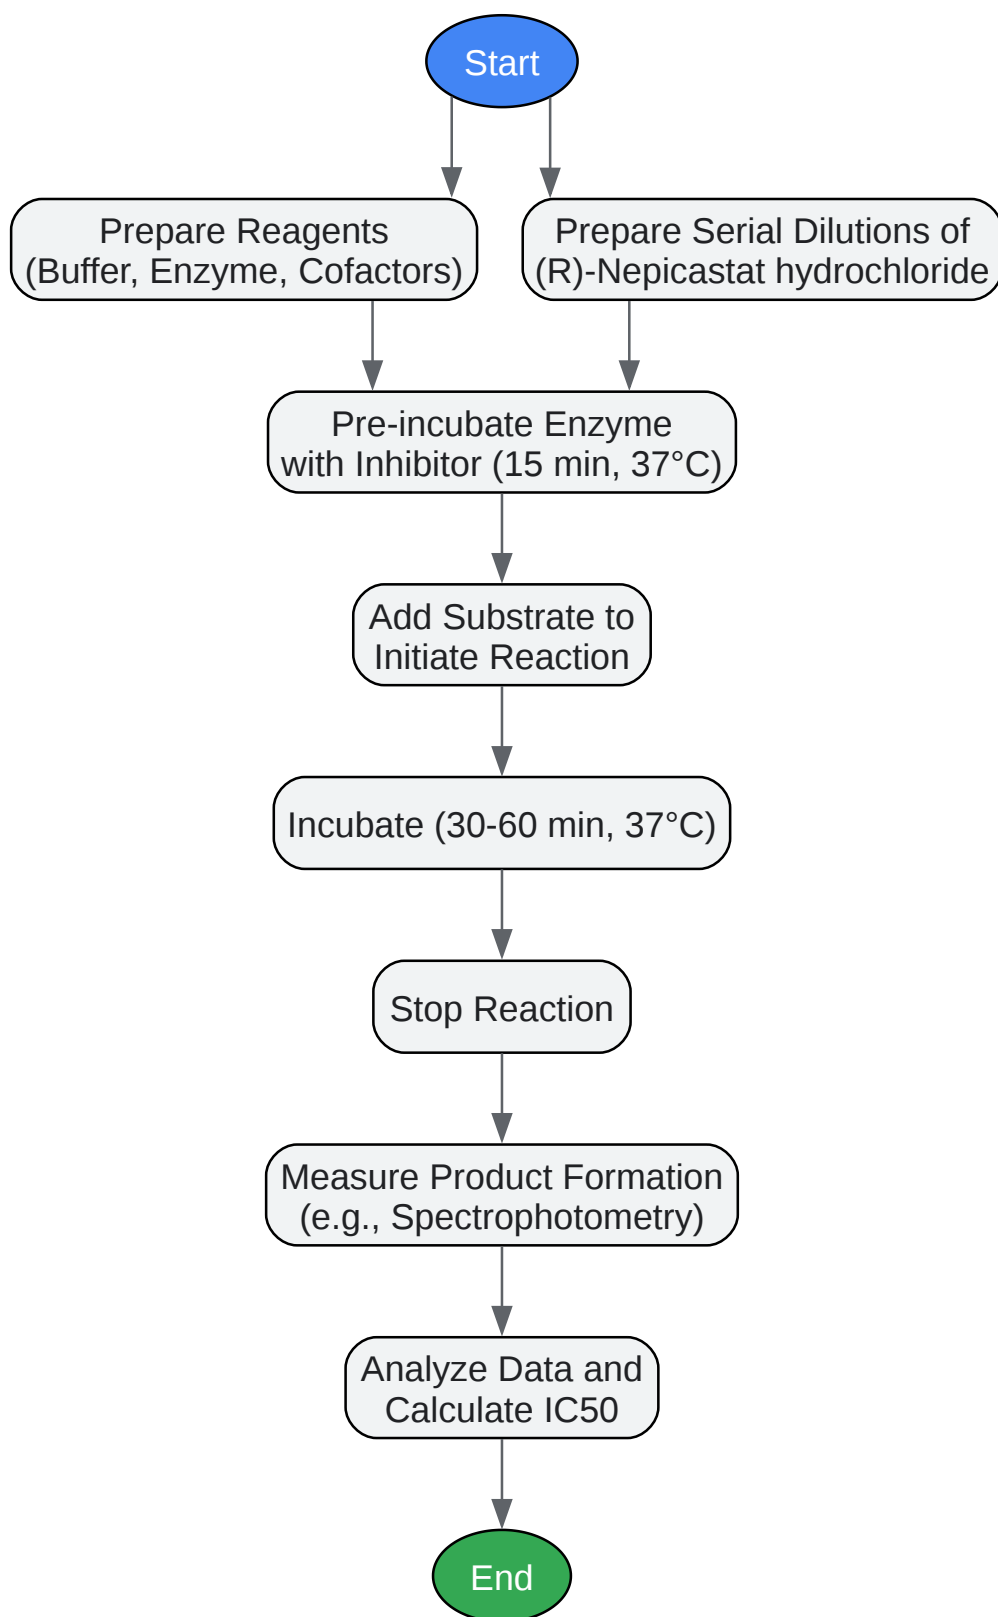 Start
Prepare Reagents
(Buffer, Enzyme, Cofactors)
Prepare Serial Dilutions of
(R)-Nepicastat hydrochloride
Pre-incubate Enzyme
with Inhibitor (15 min, 37°C)
Add Substrate to
Initiate Reaction
Incubate (30-60 min, 37°C)
Stop Reaction
Measure Product Formation
(e.g., Spectrophotometry)
Analyze Data and
Calculate IC50
End